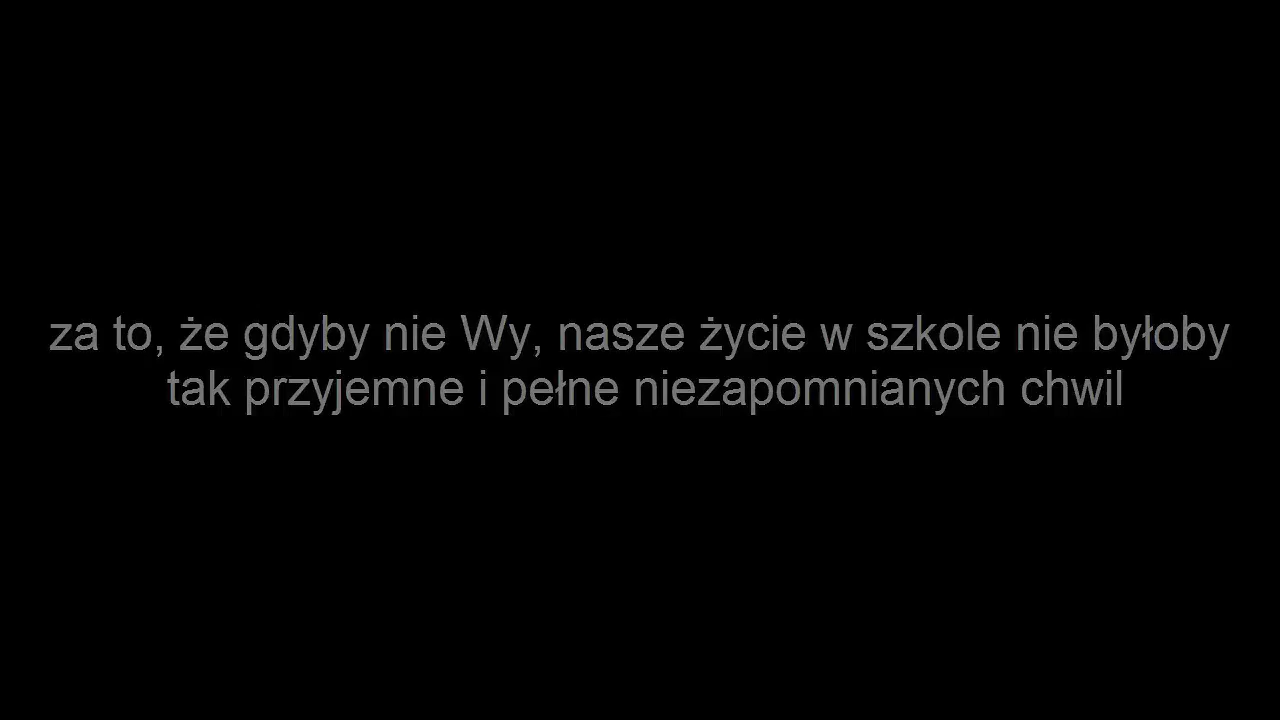 za to, że gdyby nie Wy, nasze życie w szkole nie byłoby
tak przyjemne i pełne niezapomnianych chwil